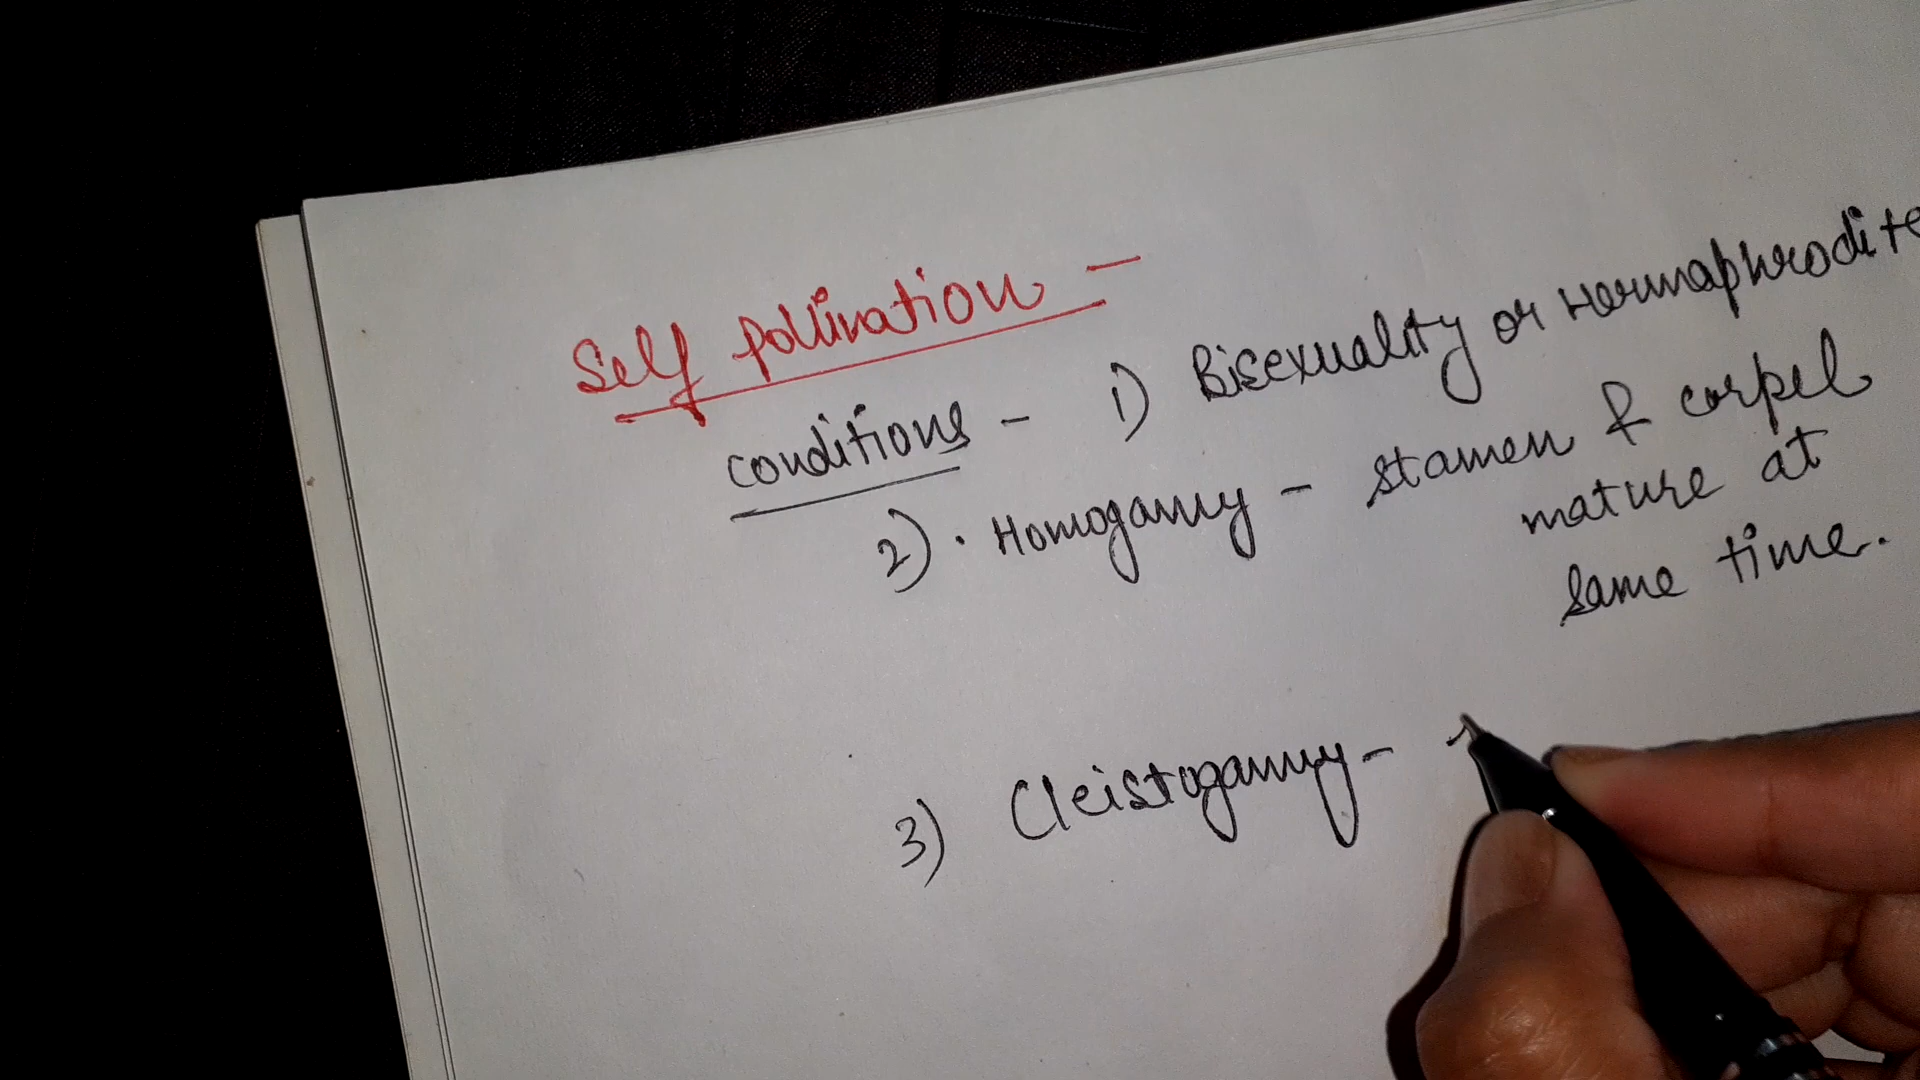 Self pollination -
conditions - 1) Bisexuality or Hermaphrodite
2). Homogamy - stamen & carpel
mature at
same time.
3) Cleistogamy -